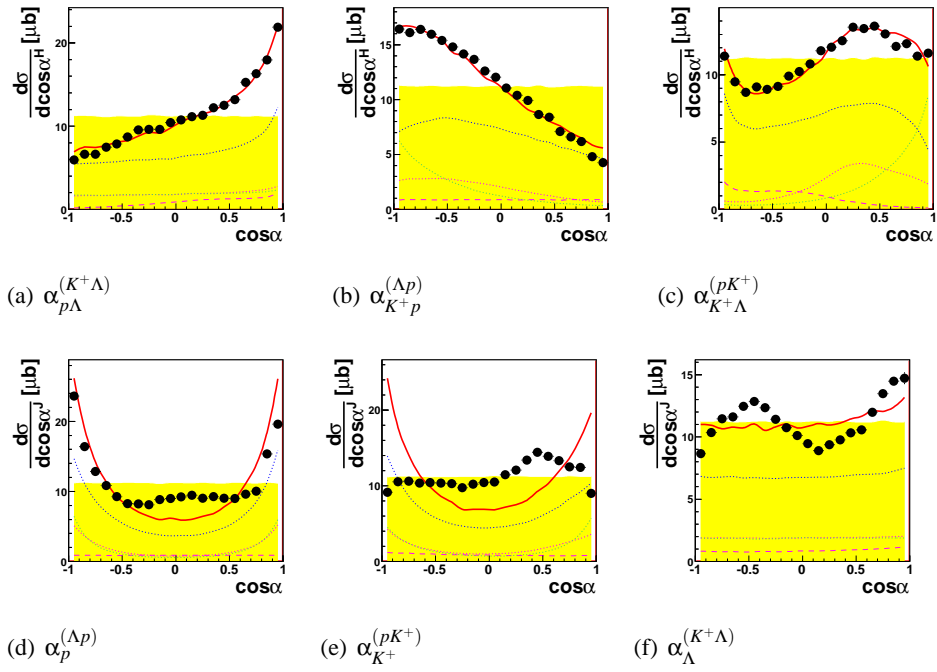 dσ/dcosα^H [μb]
20
15
10
5
0
-1 -0.5 0 0.5 1
cosα
dσ/dcosα^H [μb]
15
10
5
0
-1 -0.5 0 0.5 1
cosα
dσ/dcosα^H [μb]
10
5
0
-1 -0.5 0 0.5 1
cosα
(a) α_{pΛ}^{(K^+Λ)}
(b) α_{K^+p}^{(Λp)}
(c) α_{K^+Λ}^{(pK^+)}
dσ/dcosα^J [μb]
20
10
0
-1 -0.5 0 0.5 1
cosα
dσ/dcosα^J [μb]
20
10
0
-1 -0.5 0 0.5 1
cosα
dσ/dcosα^J [μb]
15
10
5
0
-1 -0.5 0 0.5 1
cosα
(d) α_p^{(Λp)}
(e) α_{K^+}^{(pK^+)}
(f) α_Λ^{(K^+Λ)}